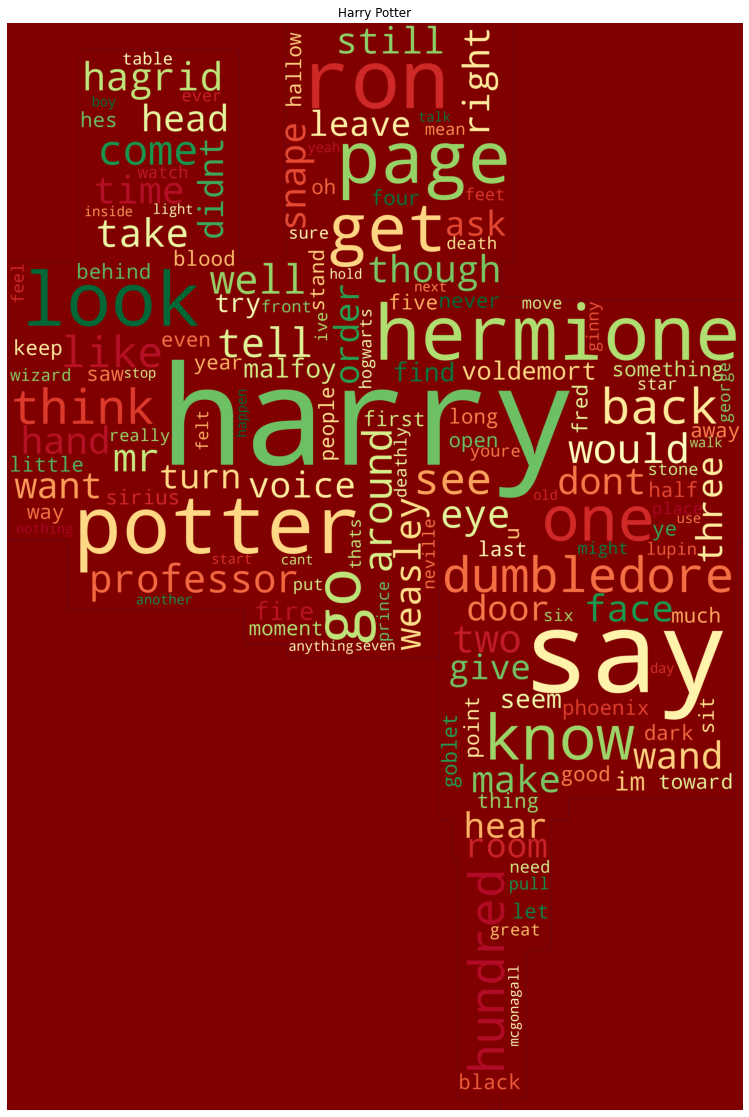 Harry Potter
still
table
hallow
ron
right
hagrid
boy
ever
talk
hes
head
leave
mean
come
didnt
snape
yeah
page
watch
time
oh
four
feet
inside
light
get
ask
take
sure
death
blood
feel
behind
well
stand
hold
though
look
next
try
front
order
five
never
move
ive
hermione
ginny
keep
like
even
tell
hogwarts
year
malfoy
find
voldemort
something
wizard
saw
stop
harry
star
george
think
felt
happen
people
first
long
fred
back
away
hand
really
open
would
walk
little
mr
youre
deathly
stone
want
turn
voice
around
see
old
dont
half
three
way
sirius
eye
u
one
place
use
nothing
potter
ye
thats
weasley
neville
last
might
lupin
start
cant
go
professor
put
prince
dumbledore
another
fire
door
six
face
much
moment
anything
seven
two
say
give
day
seem
phoenix
sit
goblet
point
know
dark
wand
make
good
im
toward
thing
hear
room
need
hundred
pull
let
great
mcgonagall
black